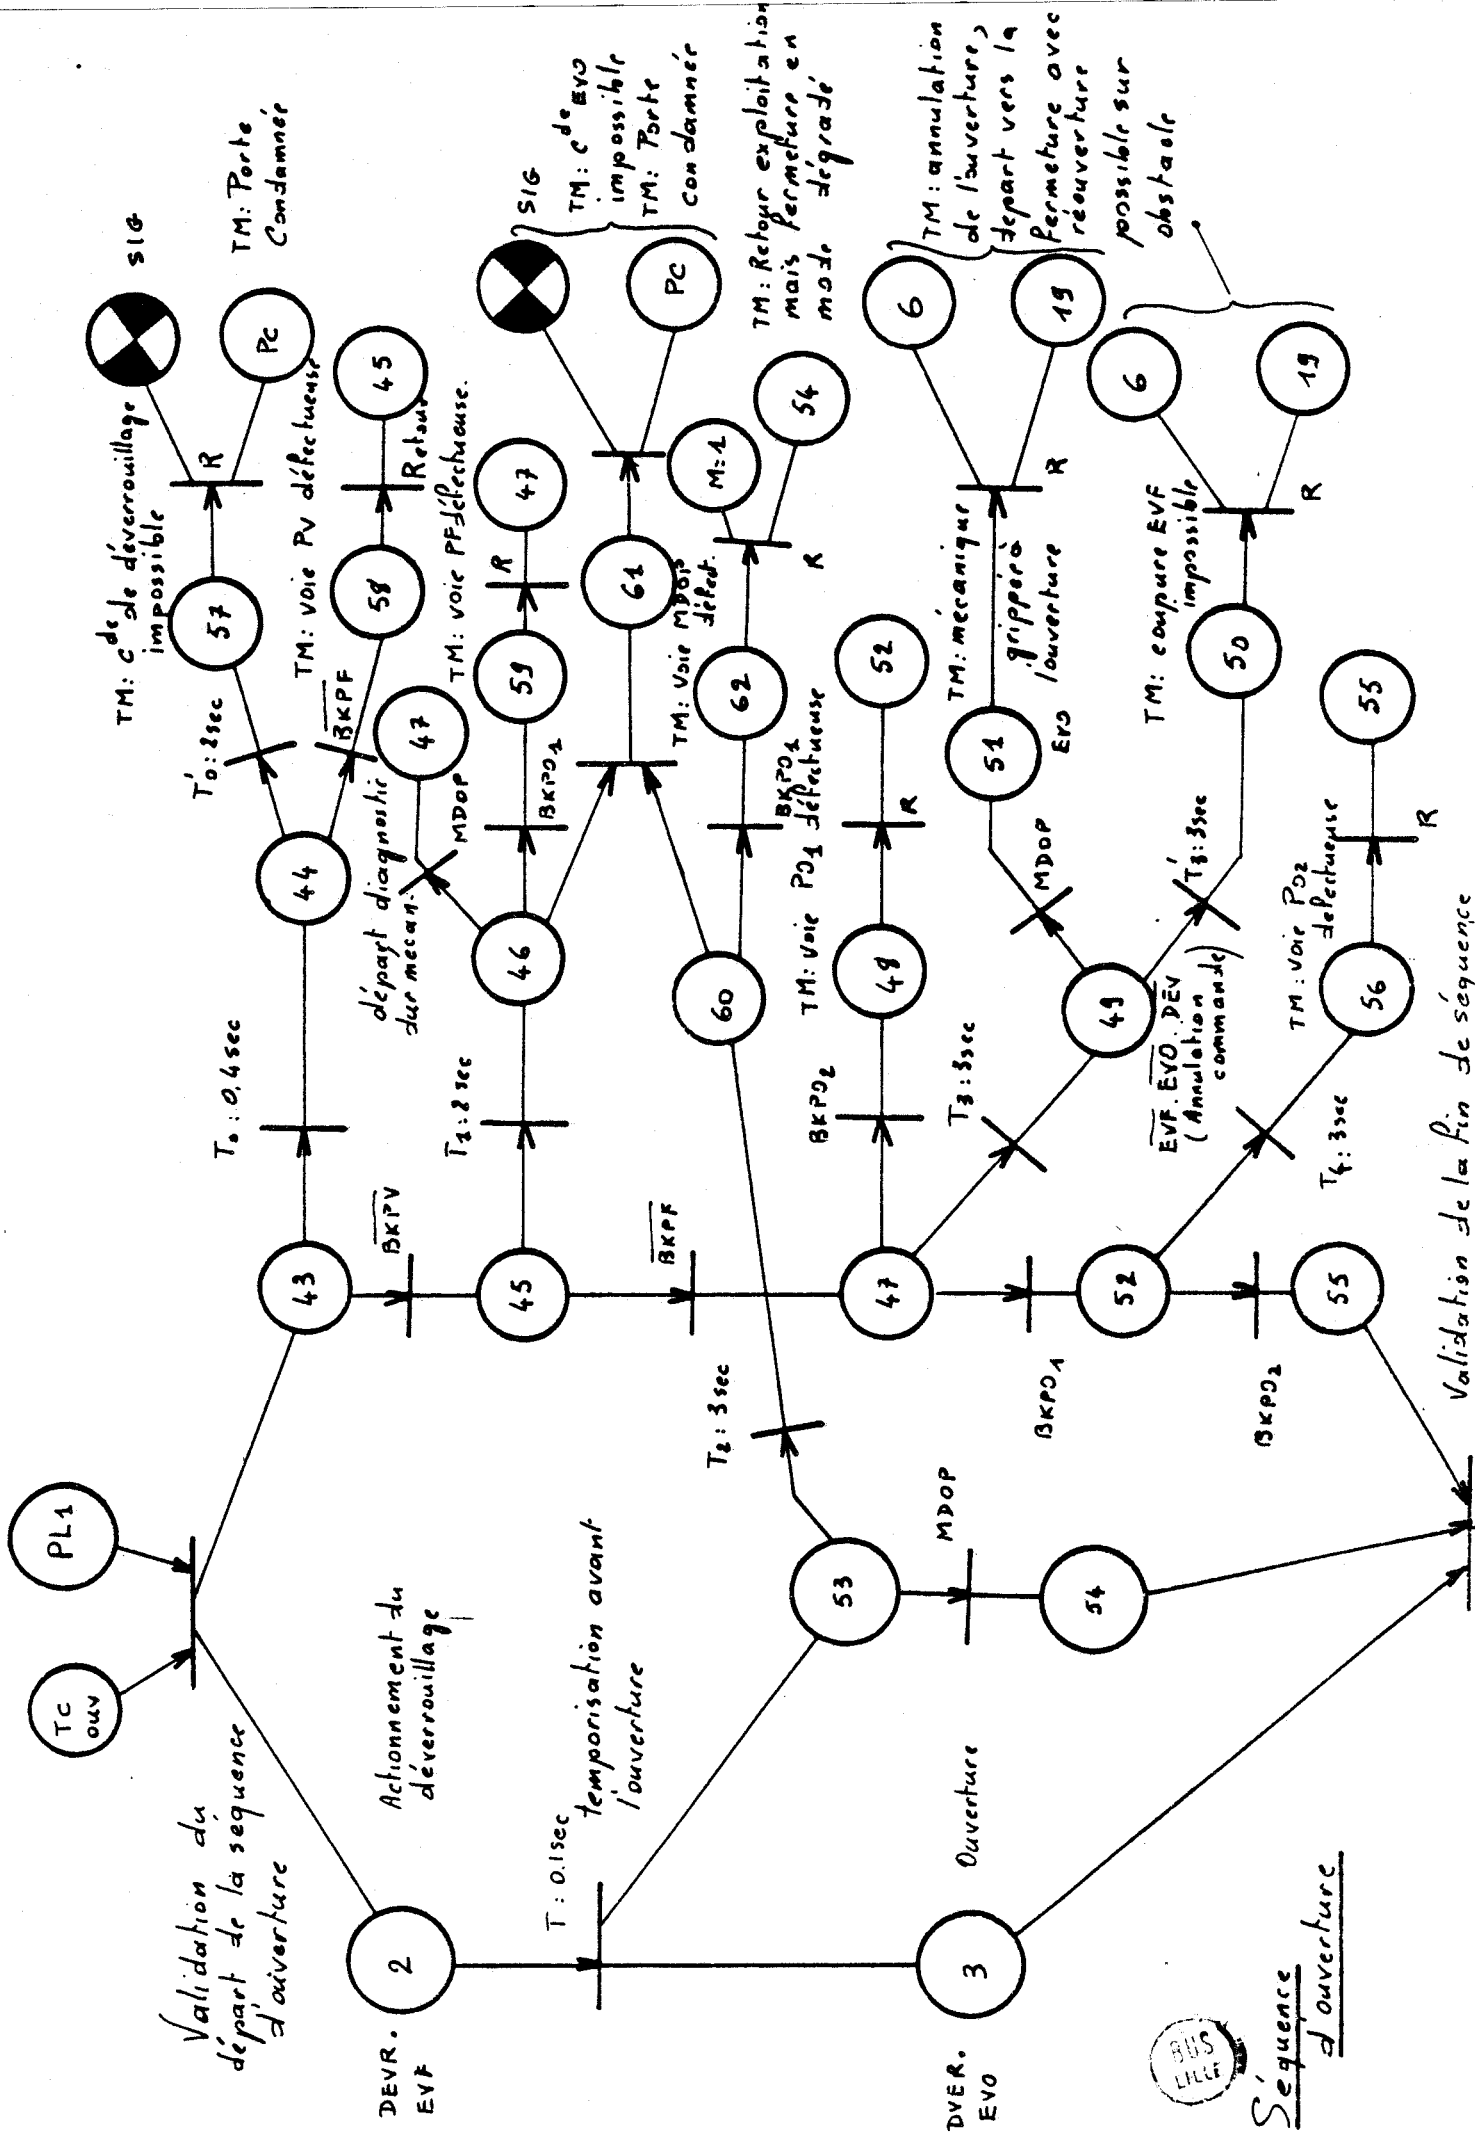 Validation du
départ de la séquence
d'ouverture
Tc
ouv
PL1
2
DEVR.
EVF
Actionnement du
déverrouillage
T : 0.1sec
temporisation avant
l'ouverture
3
DVER.
EVO
Ouverture
53
MDOP
54
T2 : 3sec
43
T0 : 0,4sec
44
T'0 : 2sec
57
TM: Cde de déverrouillage
impossible
R
SIG
Pc
TM: Porte
Condamnée
BKPF
58
TM: voie PV défectueuse
Retour
45
BKPV
45
T1 : 2sec
46
départ diagnostic
sur mecan.
MDOP
47
BKPO1
59
TM: voie PF défectueuse.
R
47
61
SIG
PC
TM: Cde EVO
impossible
TM: Porte
condamnée
60
BKPO1
62
TM: voie MDOP
défect.
R
M:1
54
TM: Retour exploitation
mais fermeture en
mode dégradé
BKPF
47
BKPO2
48
TM: voie PO1 défectueuse
R
52
T3 : 3sec
49
EVF. EVO. DEV
(Annulation
commande)
MDOP
51
EVO
TM: mécanique
grippée à
l'ouverture
R
6
19
TM: annulation
de l'ouverture,
depart vers la
fermeture avec
réouverture
possible sur
obstacle
T'3 : 3sec
50
TM: coupure EVF
impossible
R
6
19
BKPO1
52
T4 : 3sec
56
TM: voie PO2
defectueuse
R
55
BKPO2
55
Validation de la fin de séquence
BUS
LILLE
Séquence
d'ouverture